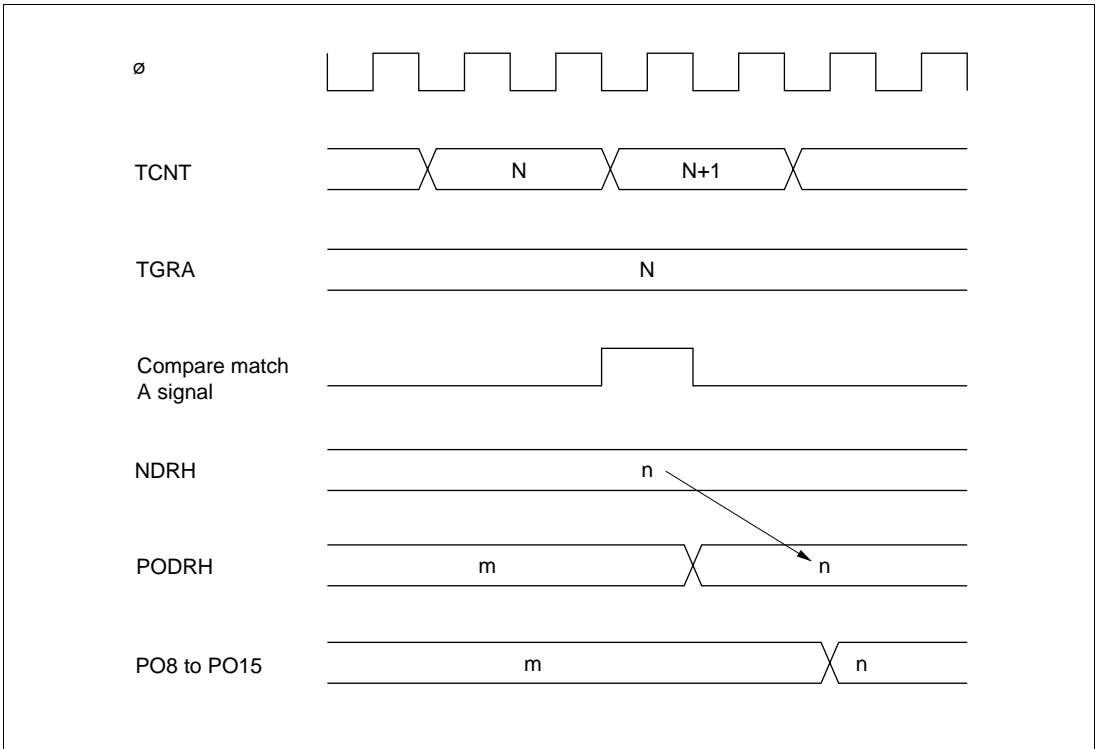 ø
TCNT N N+1
TGRA N
Compare match
A signal
NDRH n
PODRH m n
PO8 to PO15 m n